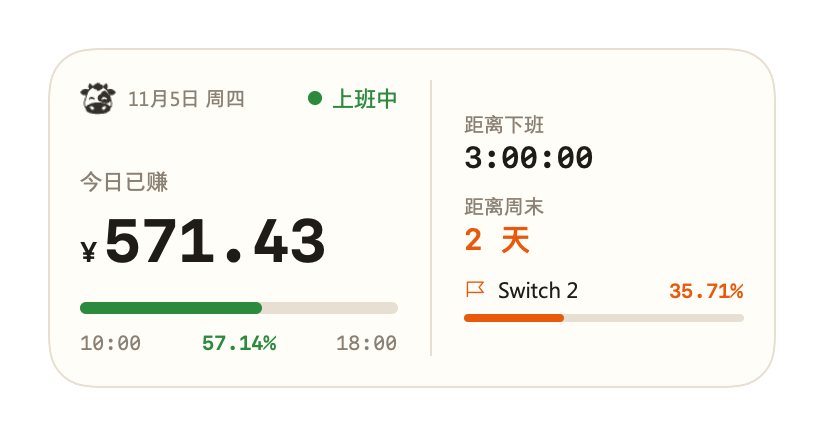 11月5日 周四
上班中
今日已赚
¥571.43
10:00
57.14%
18:00
距离下班
3:00:00
距离周末
2 天
Switch 2
35.71%